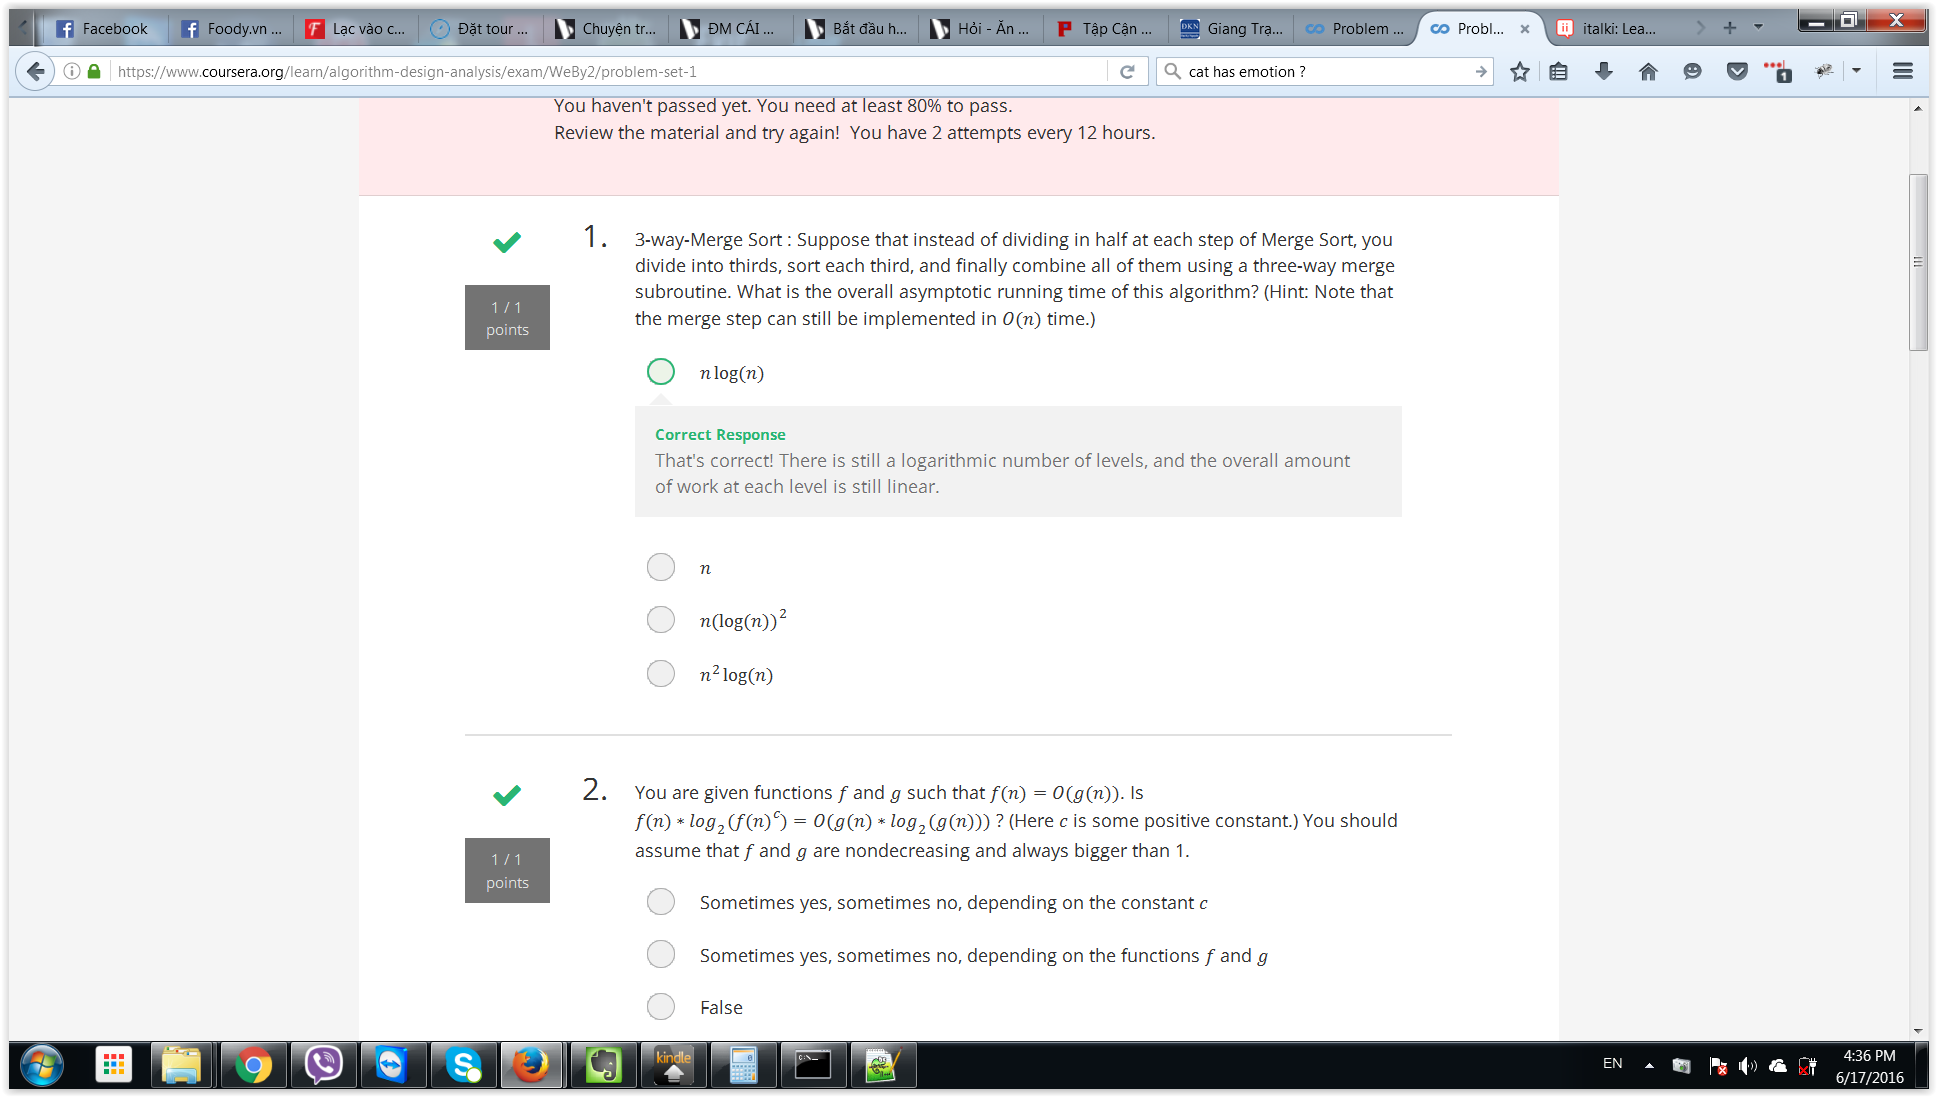 Facebook
Foody.vn ...
Lạc vào c...
Đặt tour ...
Chuyện tr...
ĐM CÁI ...
Bắt đầu h...
Hỏi - Ăn ...
Tập Cận ...
DKN
Giang Trạ...
Problem ...
Probl...
italki: Lea...
https://www.coursera.org/learn/algorithm-design-analysis/exam/WeBy2/problem-set-1
cat has emotion ?
1
You haven't passed yet. You need at least 80% to pass.
Review the material and try again! You have 2 attempts every 12 hours.
1 / 1
points
1. 3-way-Merge Sort : Suppose that instead of dividing in half at each step of Merge Sort, you
divide into thirds, sort each third, and finally combine all of them using a three-way merge
subroutine. What is the overall asymptotic running time of this algorithm? (Hint: Note that
the merge step can still be implemented in O(n) time.)
n log(n)
Correct Response
That's correct! There is still a logarithmic number of levels, and the overall amount
of work at each level is still linear.
n
n(log(n))²
n² log(n)
1 / 1
points
2. You are given functions f and g such that f(n) = O(g(n)). Is
f(n) ∗ log₂(f(n)ᶜ) = O(g(n) ∗ log₂(g(n))) ? (Here c is some positive constant.) You should
assume that f and g are nondecreasing and always bigger than 1.
Sometimes yes, sometimes no, depending on the constant c
Sometimes yes, sometimes no, depending on the functions f and g
False
kindle
EN
4:36 PM
6/17/2016